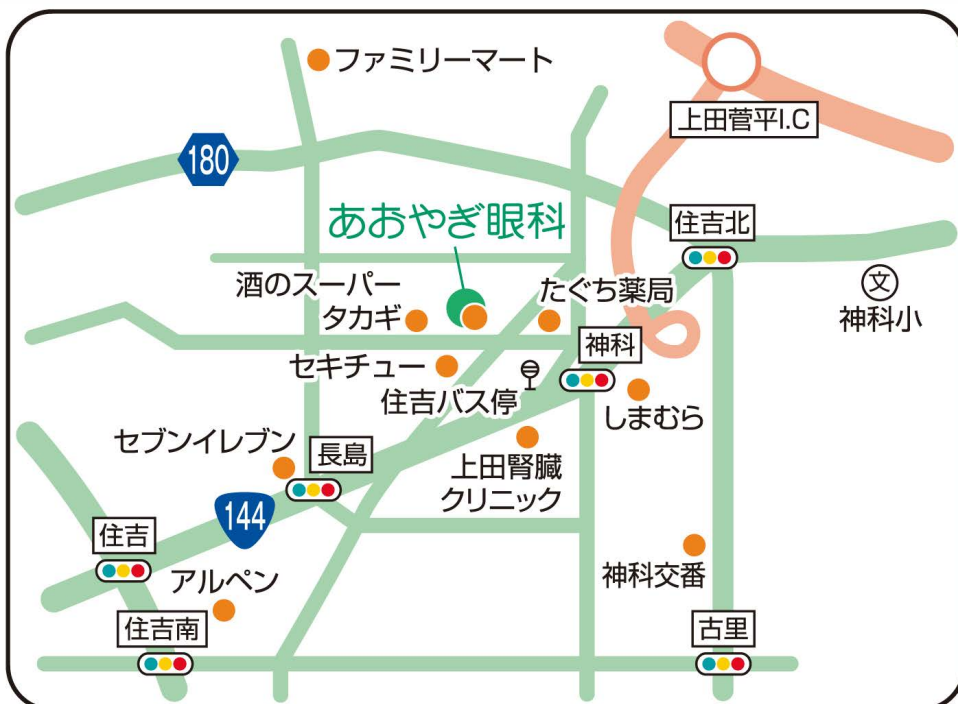 ファミリーマート
上田菅平I.C
180
あおやぎ眼科
住吉北
酒のスーパー
タカギ
たぐち薬局
文
神科小
神科
セキチュー
住吉バス停
しまむら
セブンイレブン
長島
上田腎臓
クリニック
144
住吉
アルペン
神科交番
住吉南
古里